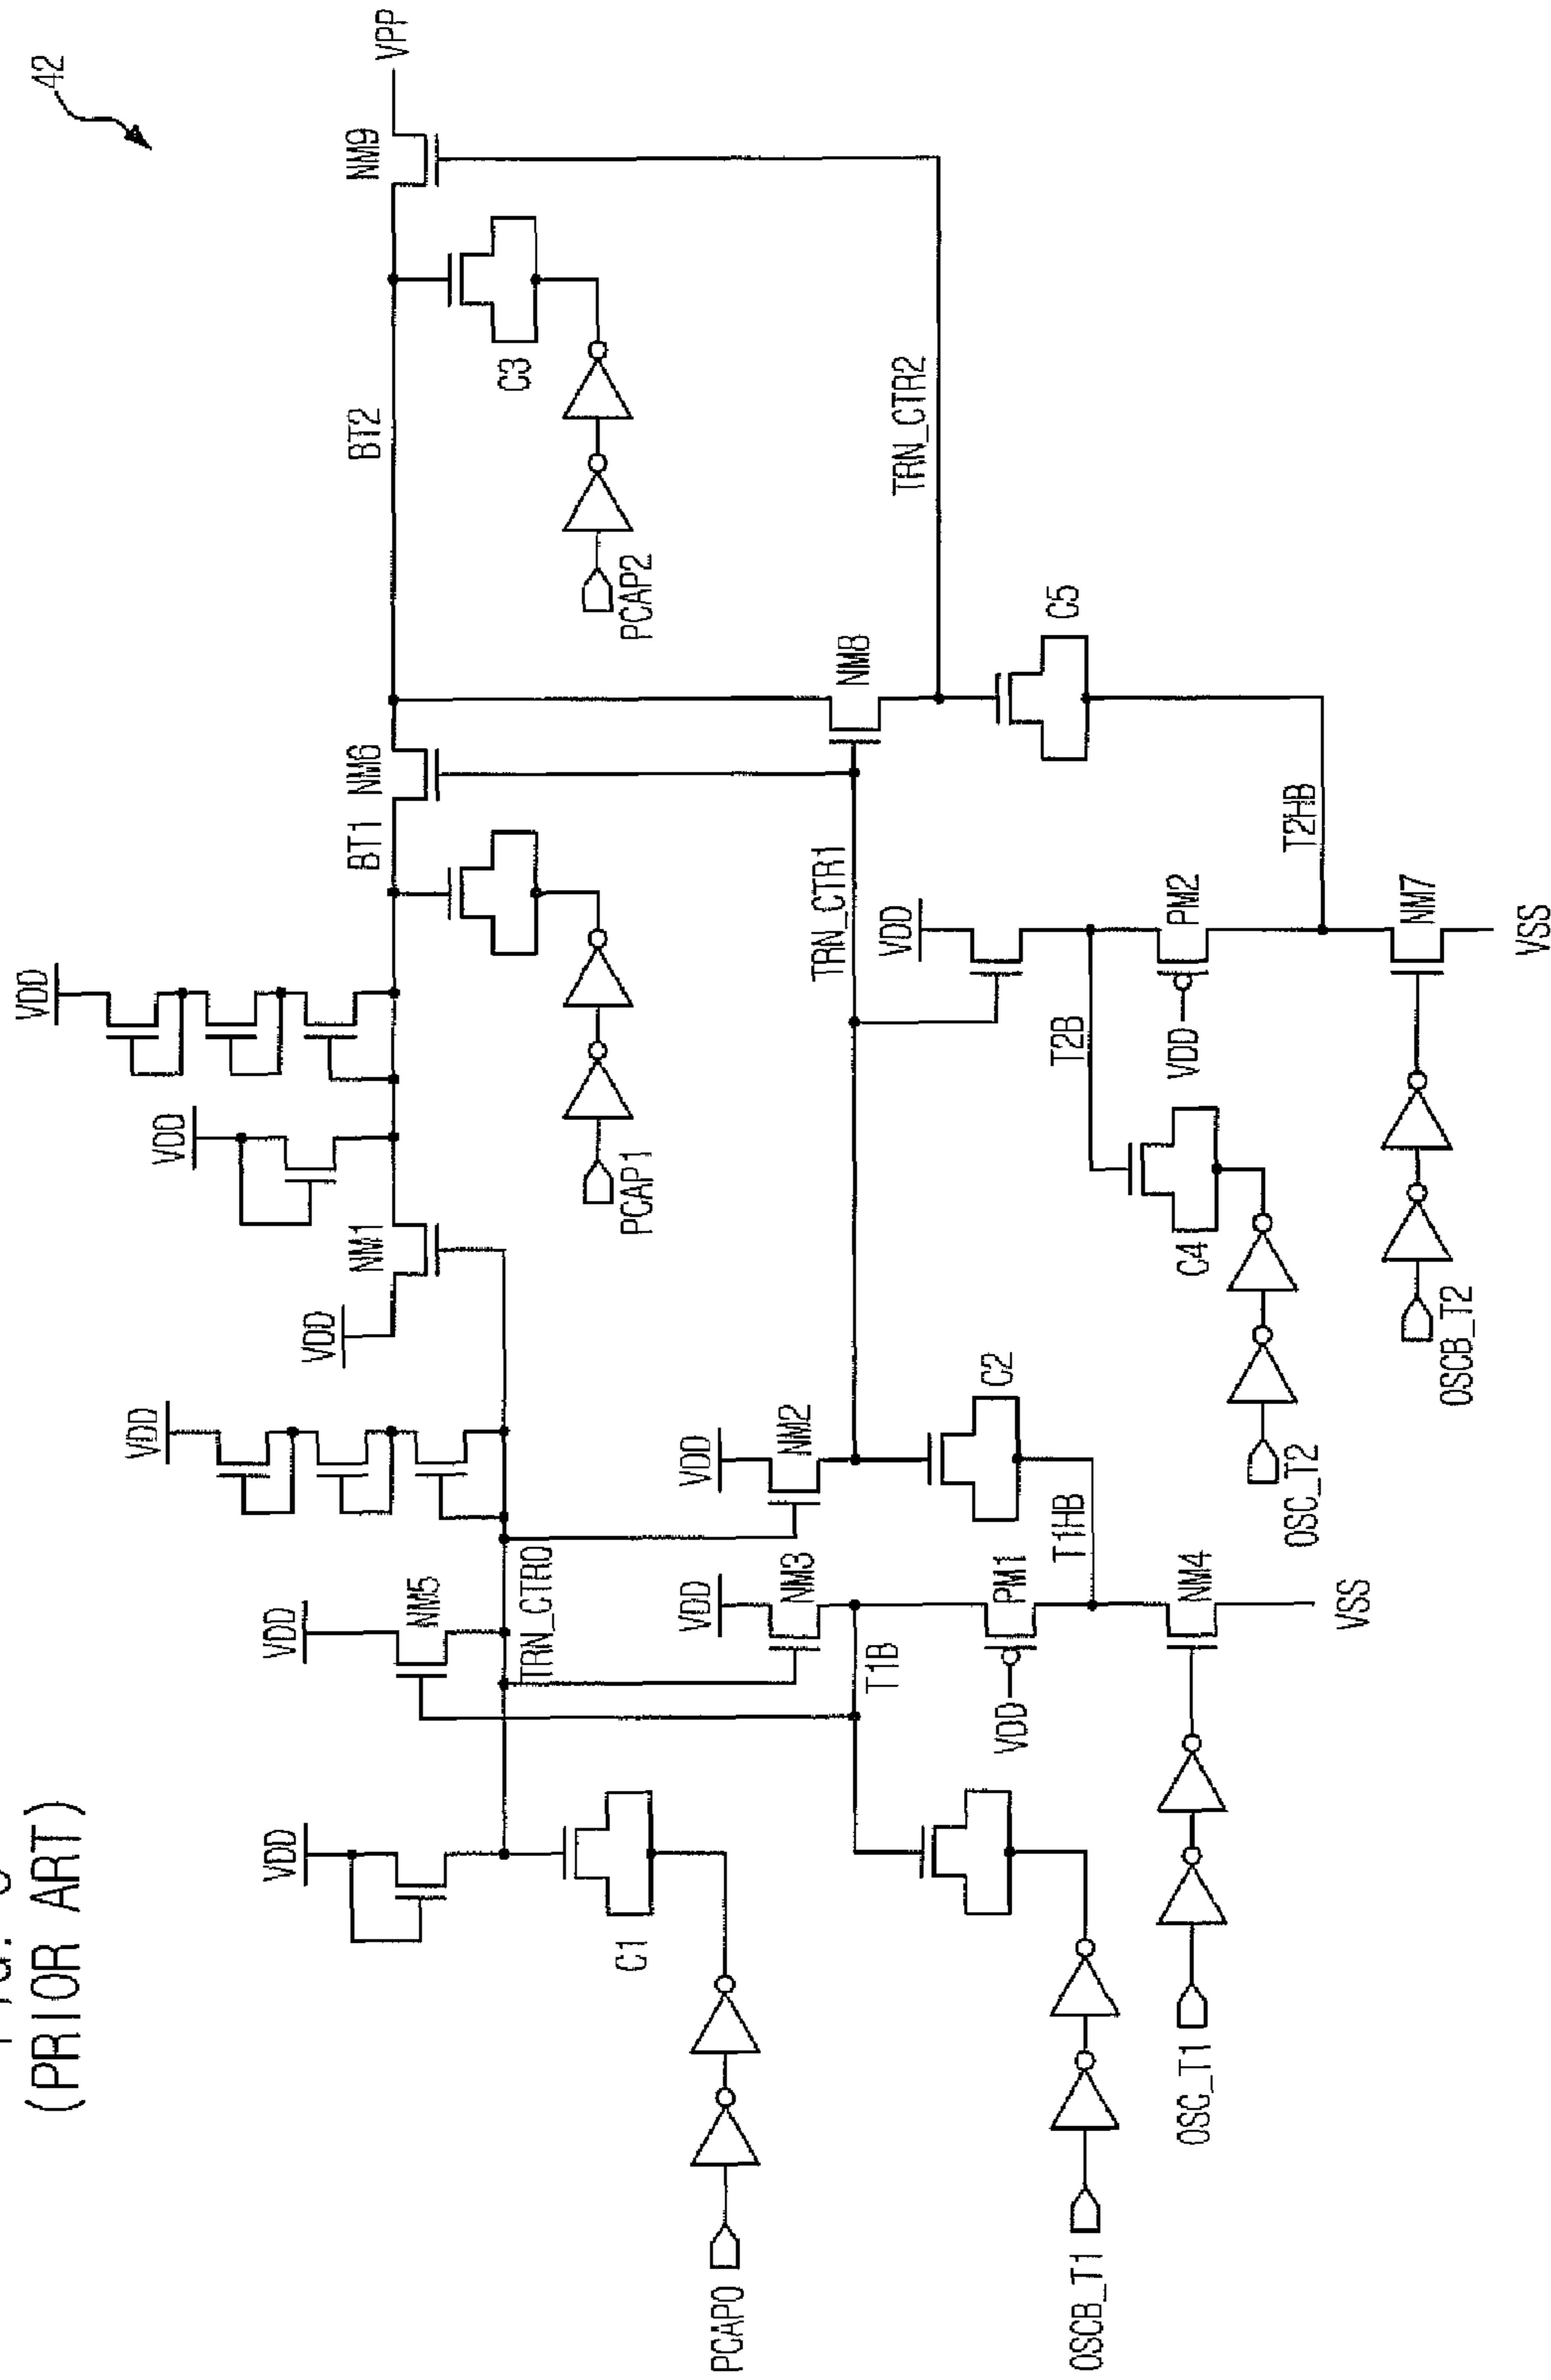 (PRIOR ART)
42
VDD
VDD
VDD
VDD
VDD
VDD
NM5
NM1
BT1
NM6
BT2
NM9
VPP
TRN_CTR0
C1
PCAP0
VDD
NM3
VDD
NM2
PCAP1
C3
PCAP2
T1B
TRN_CTR1
NM8
TRN_CTR2
VDD
PM1
C2
T1HB
VDD
T2B
C5
OSCB_T1
NM4
C4
VDD
PM2
OSC_T1
T2HB
OSC_T2
VSS
NM7
OSCB_T2
VSS